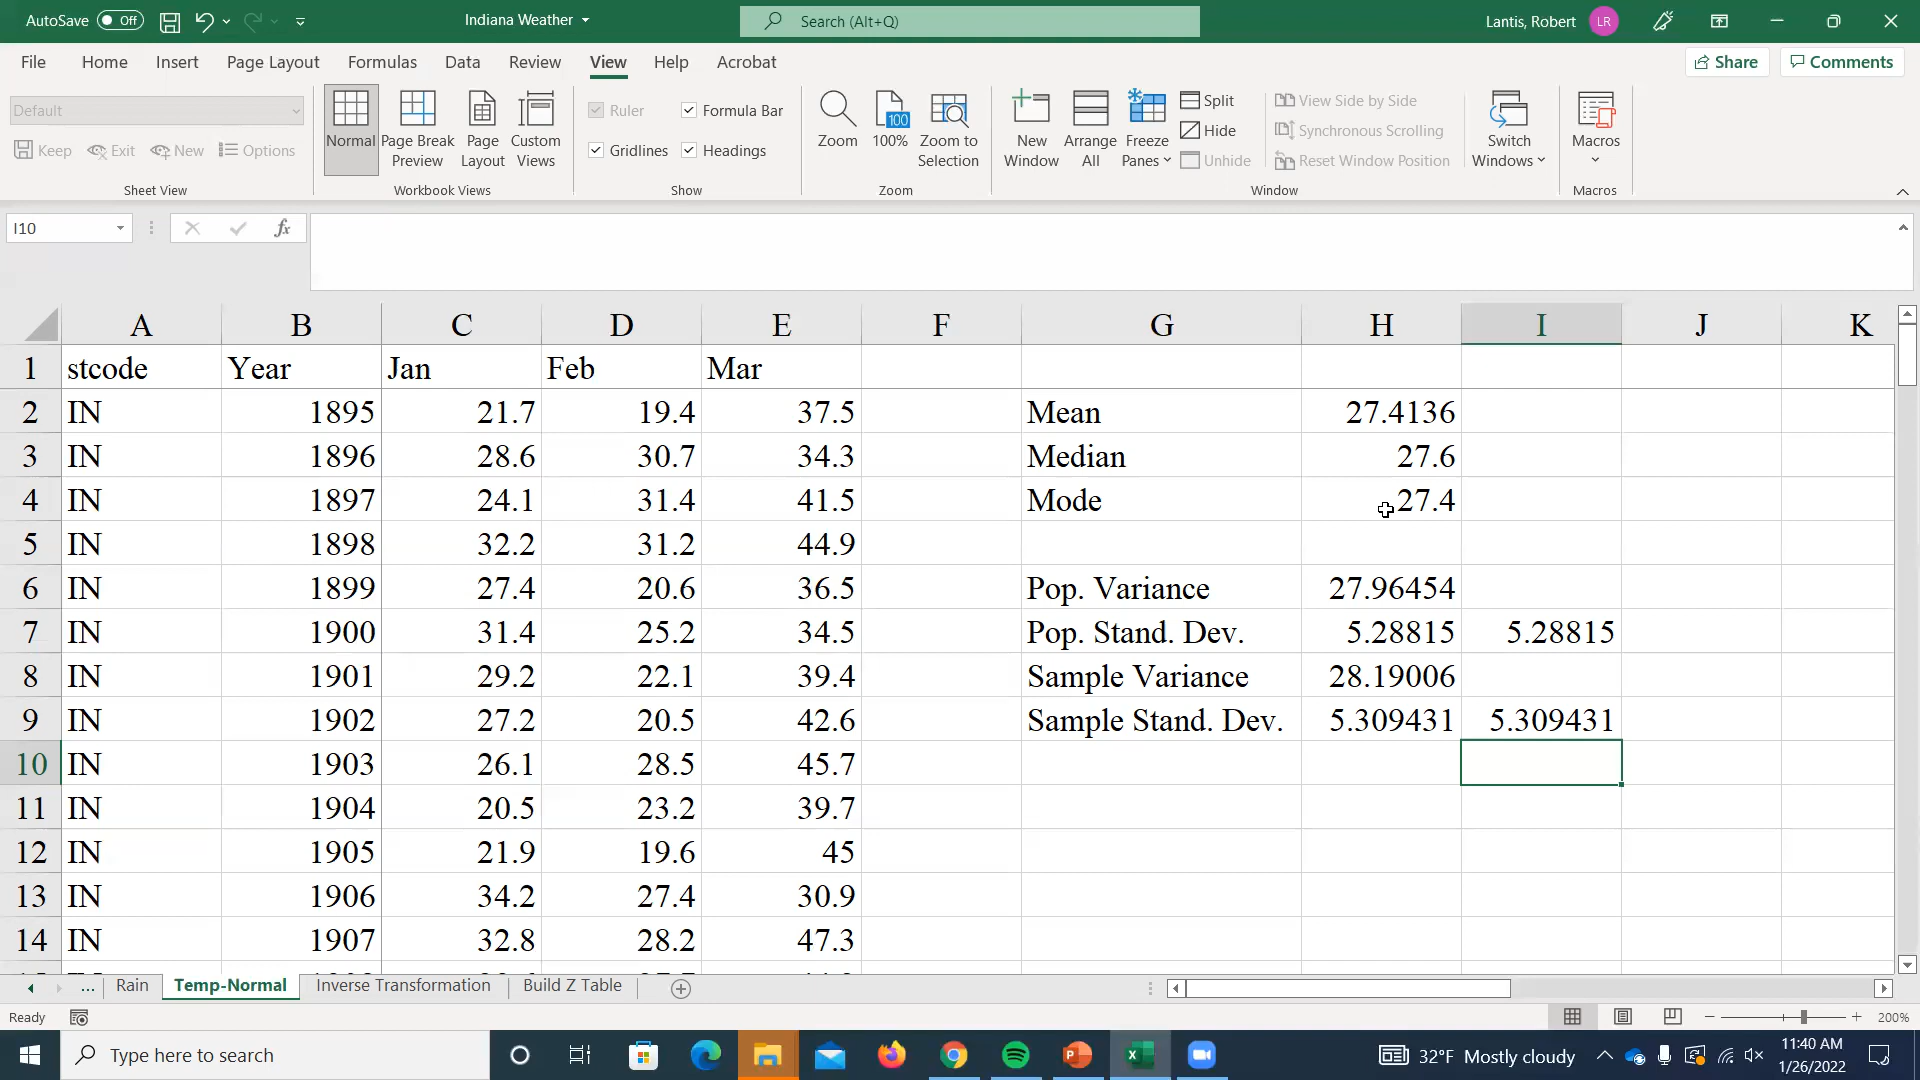 AutoSave Off Indiana Weather Search (Alt+Q) Lantis, Robert LR
File Home Insert Page Layout Formulas Data Review View Help Acrobat Share Comments
Default
Keep Exit New Options
Sheet View
Normal Page Break Preview Page Layout Custom Views
Workbook Views
Ruler Formula Bar
Gridlines Headings
Show
Zoom 100 100% Zoom to Selection
Zoom
New Window Arrange All Freeze Panes
Split
Hide
Unhide
View Side by Side
Synchronous Scrolling
Reset Window Position
Switch Windows
Window
Macros
Macros
I10 fx
A B C D E F G H I J K
1 stcode Year Jan Feb Mar
2 IN 1895 21.7 19.4 37.5 Mean 27.4136
3 IN 1896 28.6 30.7 34.3 Median 27.6
4 IN 1897 24.1 31.4 41.5 Mode 27.4
5 IN 1898 32.2 31.2 44.9
6 IN 1899 27.4 20.6 36.5 Pop. Variance 27.96454
7 IN 1900 31.4 25.2 34.5 Pop. Stand. Dev. 5.28815 5.28815
8 IN 1901 29.2 22.1 39.4 Sample Variance 28.19006
9 IN 1902 27.2 20.5 42.6 Sample Stand. Dev. 5.309431 5.309431
10 IN 1903 26.1 28.5 45.7
11 IN 1904 20.5 23.2 39.7
12 IN 1905 21.9 19.6 45
13 IN 1906 34.2 27.4 30.9
14 IN 1907 32.8 28.2 47.3
... Rain Temp-Normal Inverse Transformation Build Z Table
Ready 200%
Type here to search 32°F Mostly cloudy 11:40 AM
1/26/2022